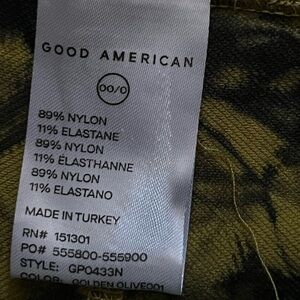 GOOD AMERICAN
00/0
89% NYLON
11% ELASTANE
89% NYLON
11% ÉLASTHANNE
89% NYLON
11% ELASTANO
MADE IN TURKEY
RN# 151301
PO# 555800-555900
STYLE: GP0433N
COLOR: GOLDEN OLIVE001